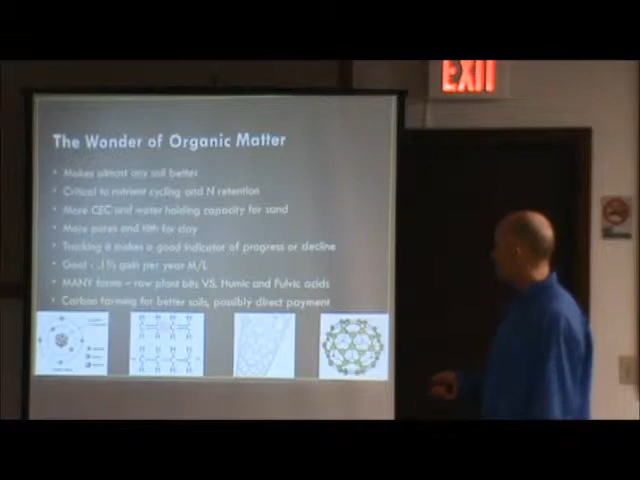 EXIT
The Wonder of Organic Matter
• Makes almost any soil better
• Critical to nutrient cycling and N retention
• More CEC and water holding capacity for sand
• More pores and tilth for clay
• Tracking it makes a good indicator of progress or decline
• Goal - .1% gain per year M/L
• MANY forms – raw plant bits VS. Humic and Fulvic acids
• Carbon farming for better soils, possibly direct payment
H H H H
C C C C
H H H H
H H H H
C C C C
H H H H